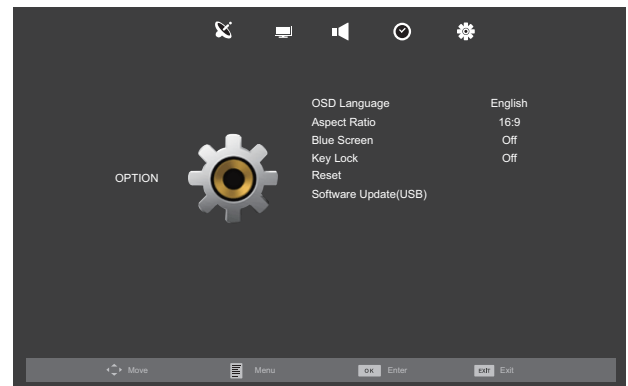 OSD Language English
Aspect Ratio 16:9
Blue Screen Off
Key Lock Off
Reset
OPTION
Software Update(USB)
Move Menu OK Enter EXIT Exit